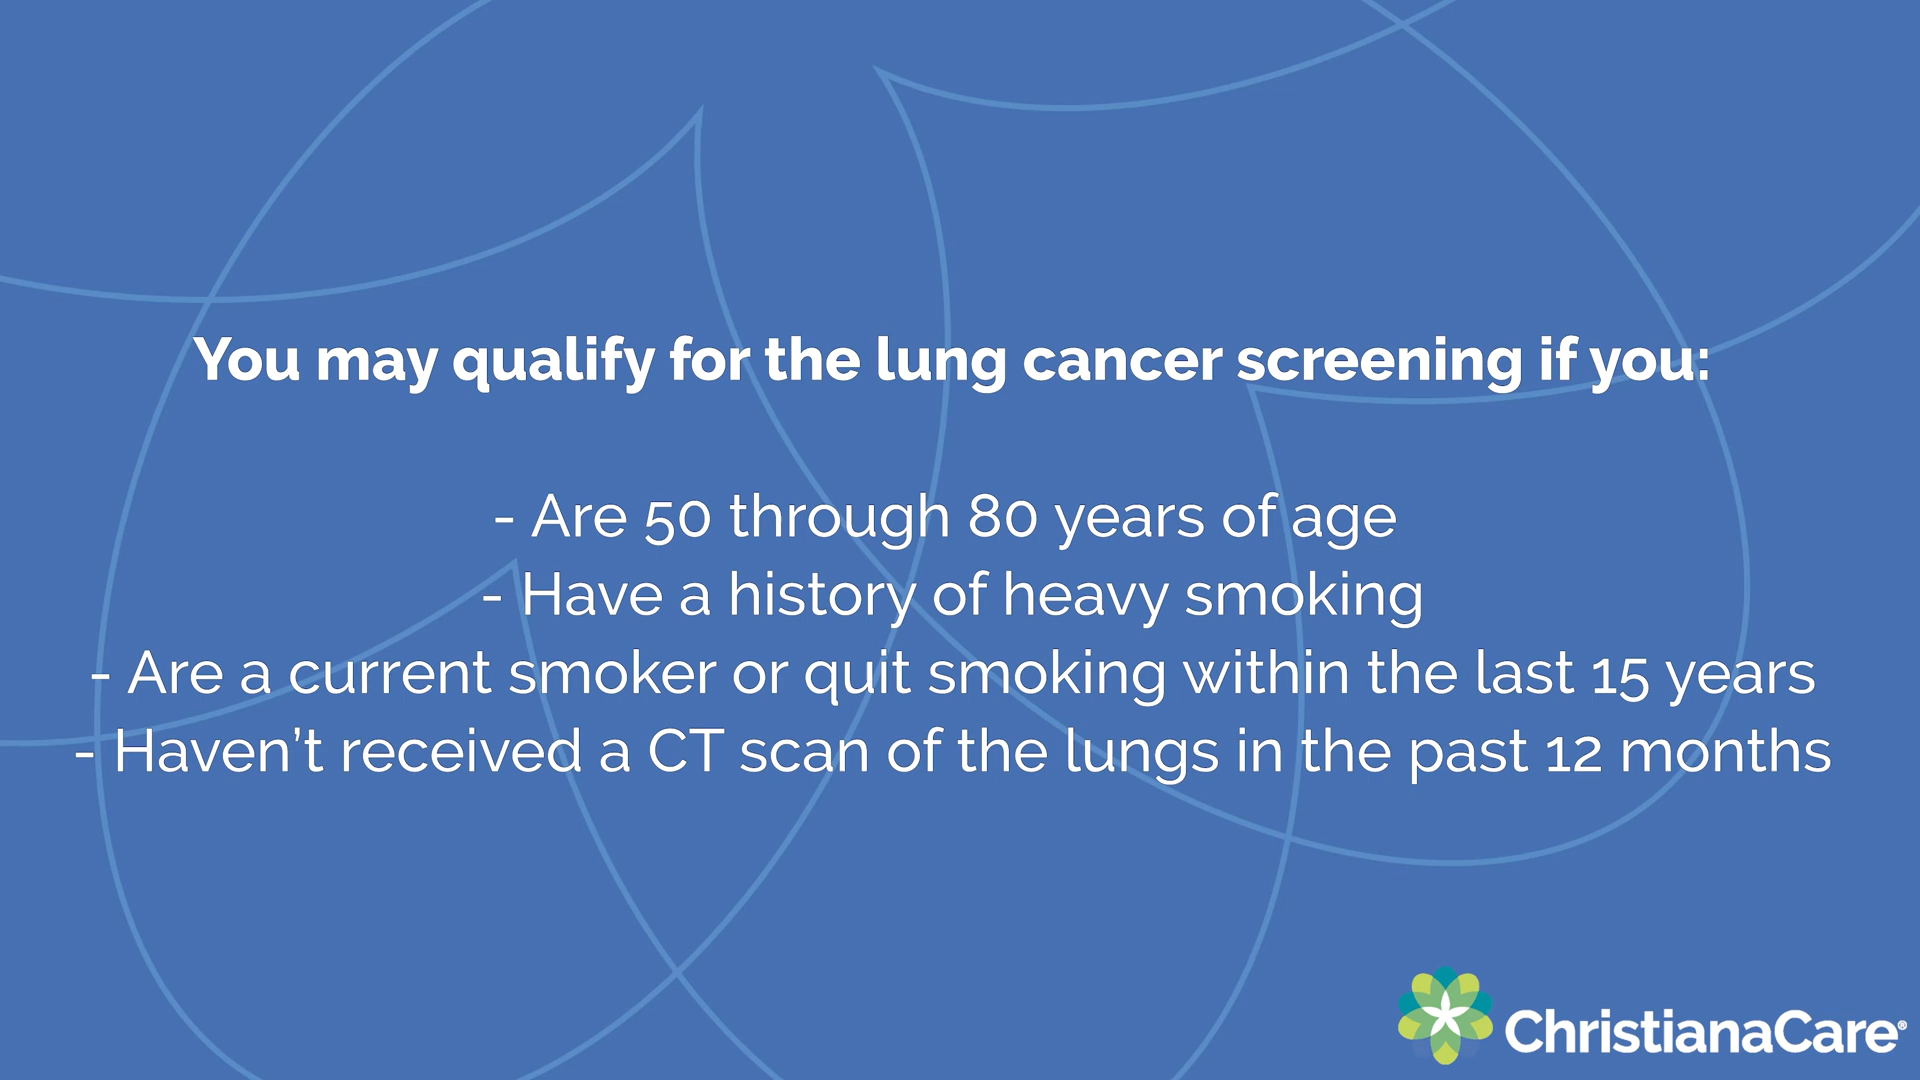 You may qualify for the lung cancer screening if you:
- Are 50 through 80 years of age
- Have a history of heavy smoking
- Are a current smoker or quit smoking within the last 15 years
- Haven’t received a CT scan of the lungs in the past 12 months
ChristianaCare®